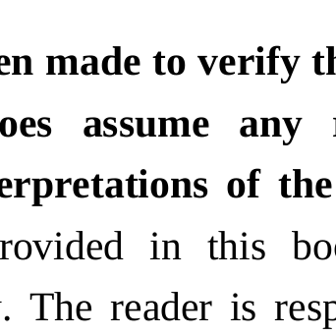 en made to verify th
oes assume any
erpretations of the
rovided in this boo
. The reader is resp